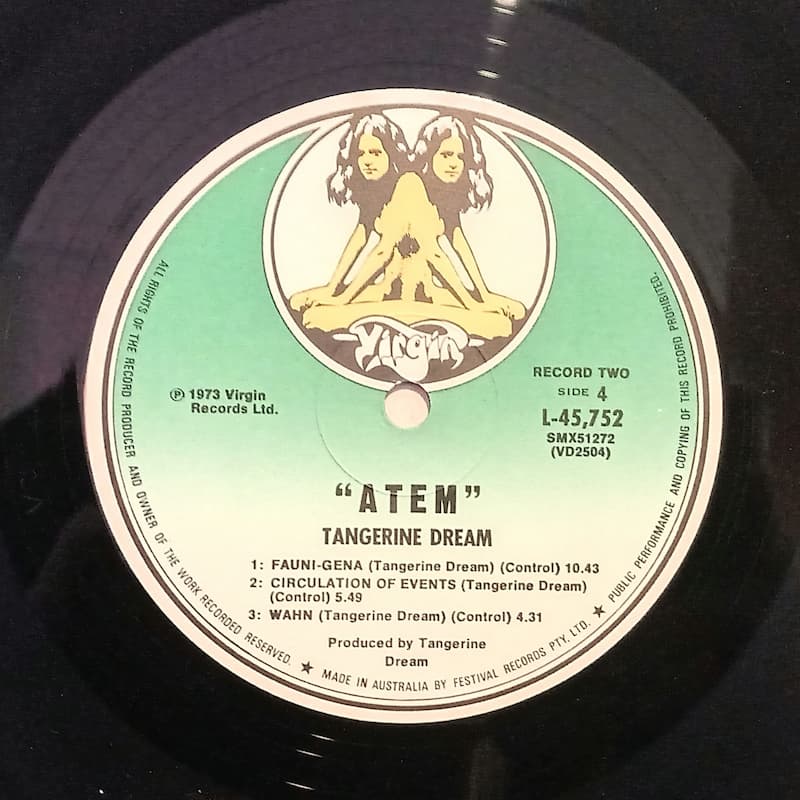 Virgin
℗ 1973 Virgin
Records Ltd.
RECORD TWO
SIDE 4
L-45,752
SMX51272
(VD2504)
“ATEM”
TANGERINE DREAM
1: FAUNI-GENA (Tangerine Dream) (Control) 10.43
2: CIRCULATION OF EVENTS (Tangerine Dream)
(Control) 5.49
3: WAHN (Tangerine Dream) (Control) 4.31
Produced by Tangerine
Dream
ALL RIGHTS OF THE RECORD PRODUCER AND OWNER OF THE WORK RECORDED RESERVED. ★ MADE IN AUSTRALIA BY FESTIVAL RECORDS PTY. LTD. ★ PUBLIC PERFORMANCE AND COPYING OF THIS RECORD PROHIBITED.